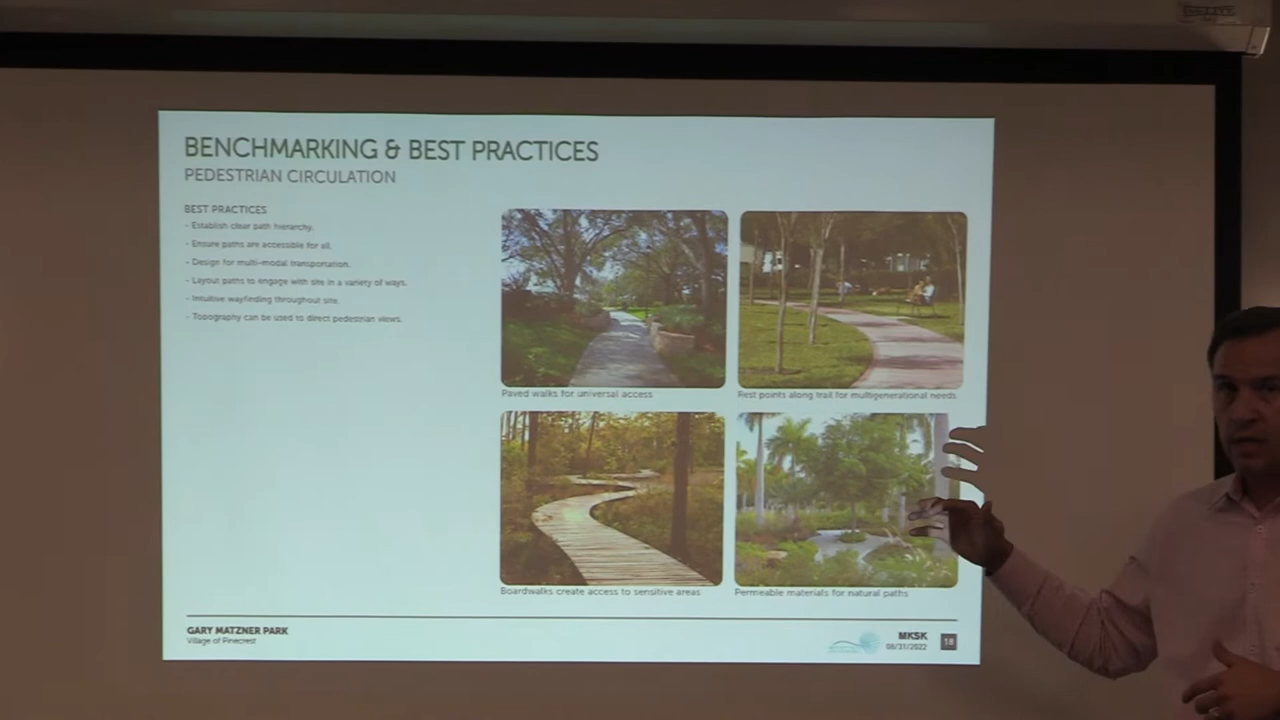 BENCHMARKING & BEST PRACTICES
PEDESTRIAN CIRCULATION
BEST PRACTICES
- Establish clear path hierarchy.
- Ensure paths are accessible for all.
- Design for multi-modal transportation.
- Layout paths to engage with site in a variety of ways.
- Intuitive wayfinding throughout site.
- Topography can be used to direct pedestrian views.
Paved walks for universal access
Rest points along trail for multigenerational needs
Boardwalks create access to sensitive areas
Permeable materials for natural paths
GARY MATZNER PARK
Village of Pinecrest
MKSK
08/31/2022
18